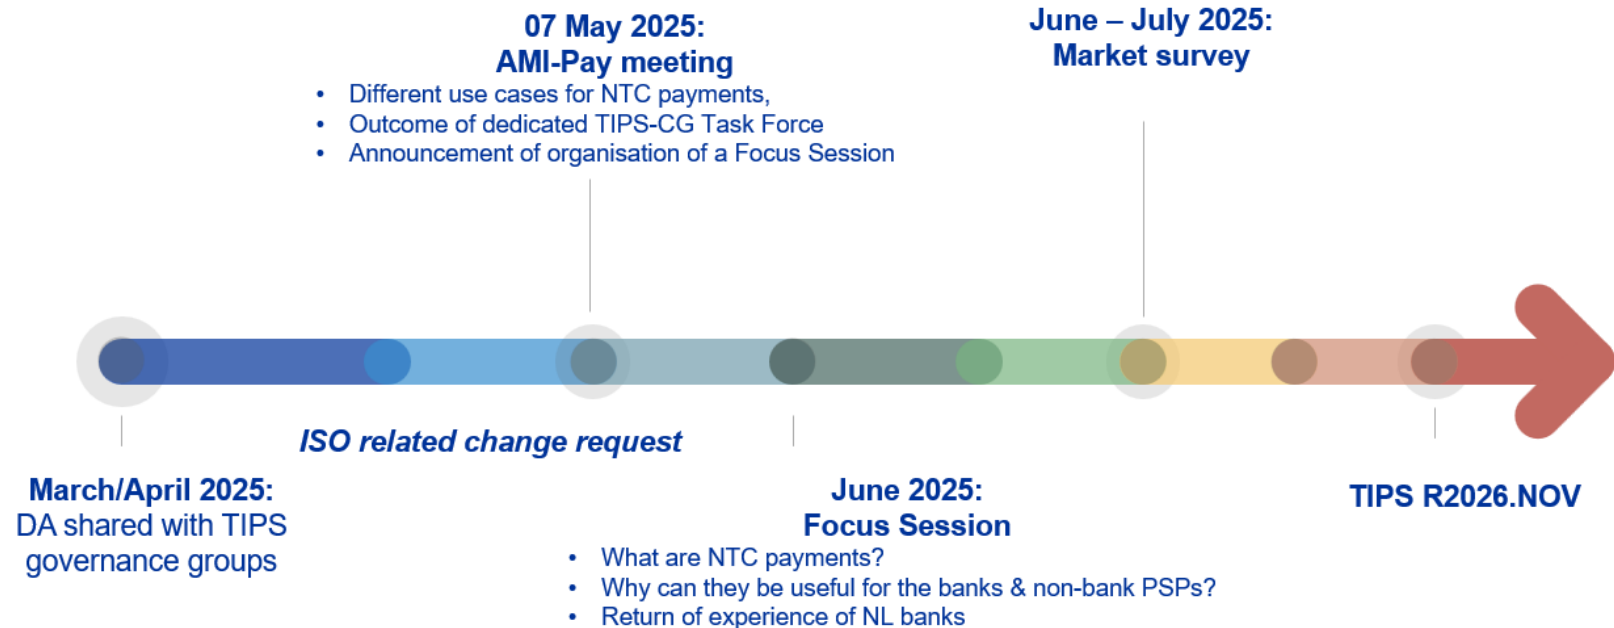 07 May 2025:
AMI-Pay meeting
• Different use cases for NTC payments,
• Outcome of dedicated TIPS-CG Task Force
• Announcement of organisation of a Focus Session
June – July 2025:
Market survey
ISO related change request
March/April 2025:
DA shared with TIPS
governance groups
June 2025:
Focus Session
• What are NTC payments?
• Why can they be useful for the banks & non-bank PSPs?
• Return of experience of NL banks
TIPS R2026.NOV